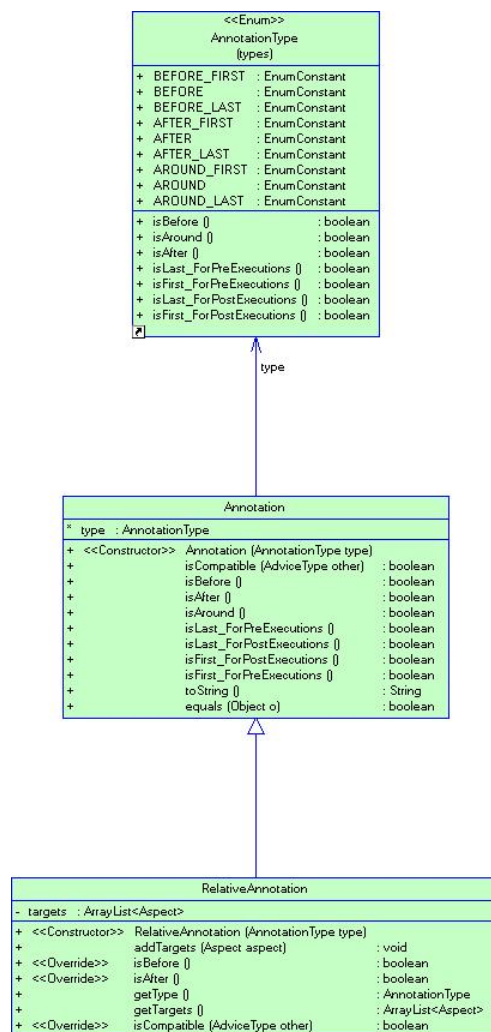 <<Enum>>
AnnotationType
(types)
+ BEFORE_FIRST : EnumConstant
+ BEFORE : EnumConstant
+ BEFORE_LAST : EnumConstant
+ AFTER_FIRST : EnumConstant
+ AFTER : EnumConstant
+ AFTER_LAST : EnumConstant
+ AROUND_FIRST : EnumConstant
+ AROUND : EnumConstant
+ AROUND_LAST : EnumConstant
+ isBefore () : boolean
+ isAround () : boolean
+ isAfter () : boolean
+ isLast_ForPreExecutions () : boolean
+ isFirst_ForPreExecutions () : boolean
+ isLast_ForPostExecutions () : boolean
+ isFirst_ForPostExecutions () : boolean
type
Annotation
* type : AnnotationType
+ <<Constructor>> Annotation (AnnotationType type)
+ isCompatible (AdviceType other) : boolean
+ isBefore () : boolean
+ isAfter () : boolean
+ isAround () : boolean
+ isLast_ForPreExecutions () : boolean
+ isLast_ForPostExecutions () : boolean
+ isFirst_ForPostExecutions () : boolean
+ isFirst_ForPreExecutions () : boolean
+ toString () : String
+ equals (Object o) : boolean
RelativeAnnotation
- targets : ArrayList<Aspect>
+ <<Constructor>> RelativeAnnotation (AnnotationType type)
+ addTargets (Aspect aspect) : void
+ <<Override>> isBefore () : boolean
+ <<Override>> isAfter () : boolean
+ getType () : AnnotationType
+ getTargets () : ArrayList<Aspect>
+ <<Override>> isCompatible (AdviceType other) : boolean